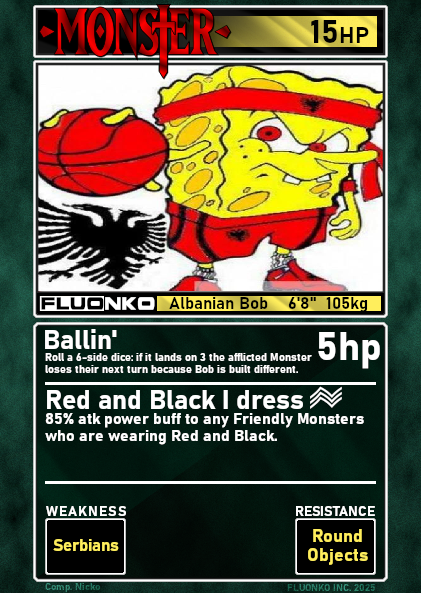 MONSTER
15HP
FLUONKO
Albanian Bob 6'8" 105kg
Ballin'
Roll a 6-side dice: if it lands on 3 the afflicted Monster
loses their next turn because Bob is built different.
5hp
Red and Black I dress
85% atk power buff to any Friendly Monsters
who are wearing Red and Black.
WEAKNESS
RESISTANCE
Serbians
Round
Objects
Comp. Nicko
FLUONKO INC. 2025